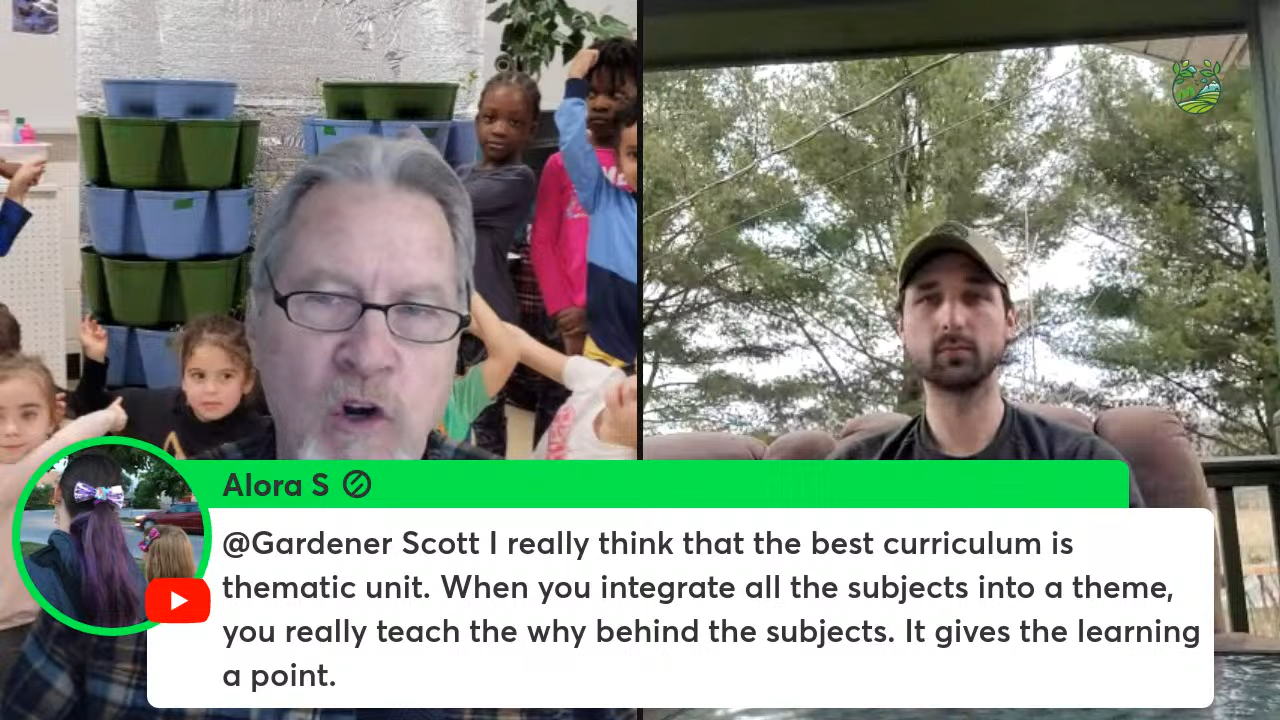 Alora S
@Gardener Scott I really think that the best curriculum is
thematic unit. When you integrate all the subjects into a theme,
you really teach the why behind the subjects. It gives the learning
a point.